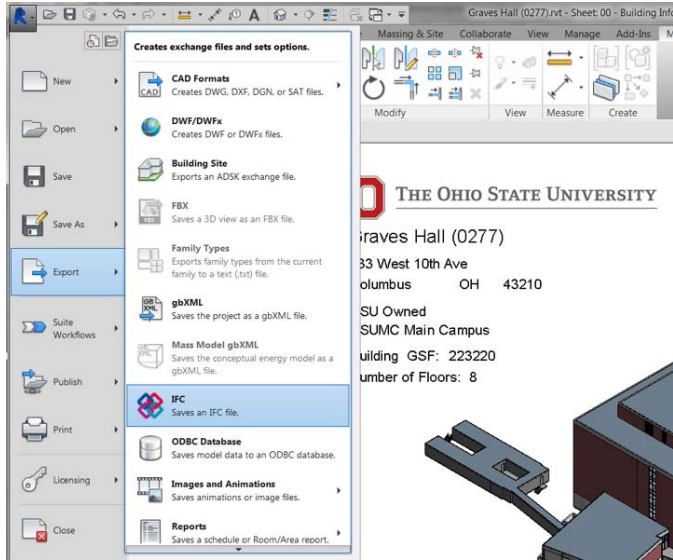 Graves Hall (0277).rvt - Sheet: 00 - Building Info
Massing & Site Collaborate View Manage Add-Ins
Modify View Measure Create
Creates exchange files and sets options.
New
Open
Save
Save As
Export
Suite
Workflows
Publish
Print
Licensing
Close
CAD
CAD Formats
Creates DWG, DXF, DGN, or SAT files.
DWF/DWFx
Creates DWF or DWFx files.
Building Site
Exports an ADSK exchange file.
FBX
FBX
Saves a 3D view as an FBX file.
Family Types
Exports family types from the current
family to a text (.txt) file.
GB
XML
gbXML
Saves the project as a gbXML file.
GB
XML
Mass Model gbXML
Saves the conceptual energy model as a
gbXML file.
IFC
Saves an IFC file.
ODBC Database
Saves model data to an ODBC database.
Images and Animations
Saves animations or image files.
Reports
Saves a schedule or Room/Area report.
THE OHIO STATE UNIVERSITY
raves Hall (0277)
33 West 10th Ave
olumbus OH 43210
SU Owned
SUMC Main Campus
uilding GSF: 223220
umber of Floors: 8